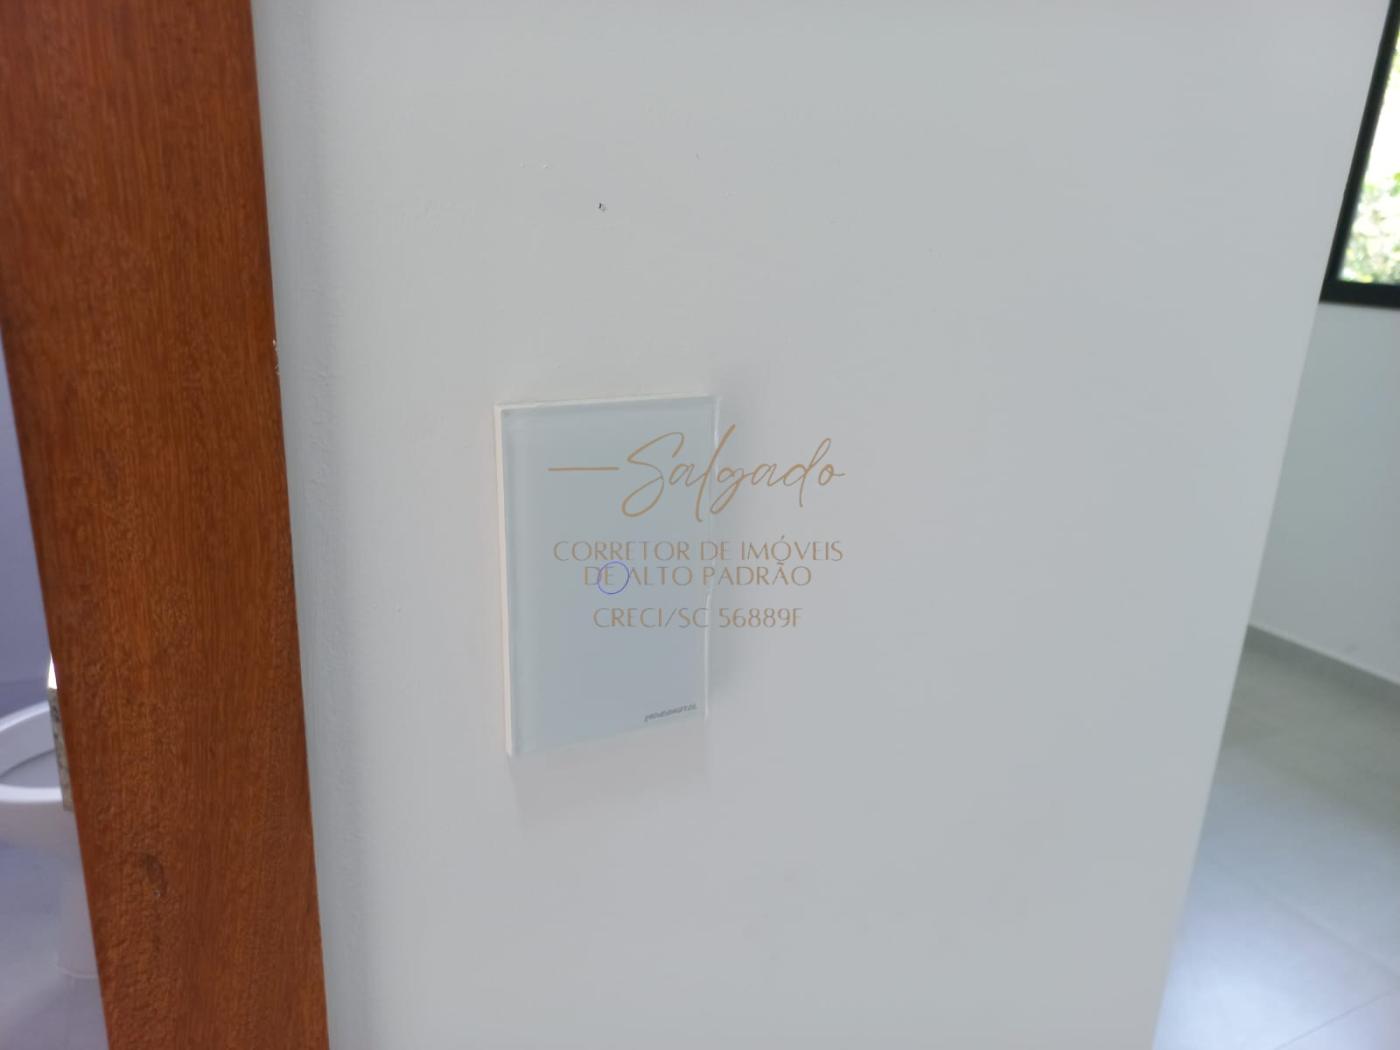 Salgado
CORRETOR DE IMÓVEIS
DE ALTO PADRÃO
CRECI/SC 56889F